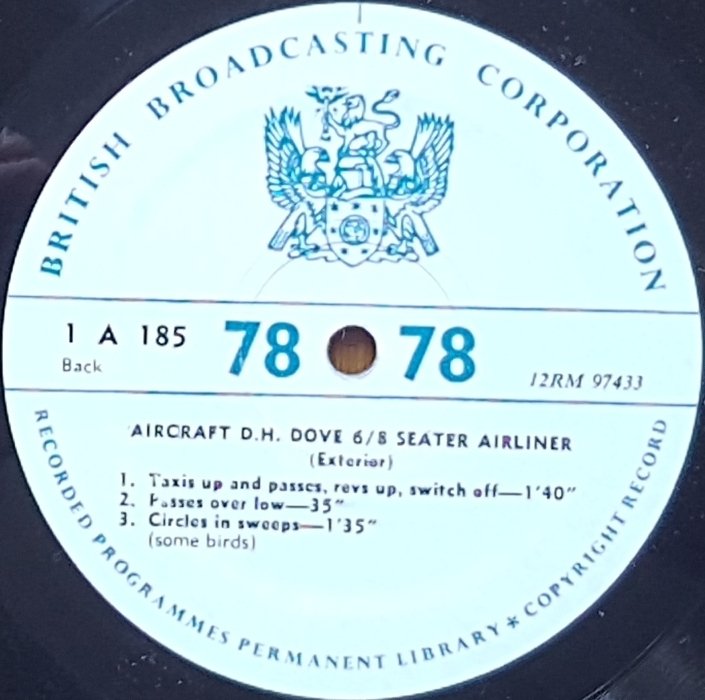 BRITISH BROADCASTING CORPORATION
1 A 185
Back
78 78
12RM 97433
AIRCRAFT D.H. DOVE 6/8 SEATER AIRLINER
(Exterior)
1. Taxis up and passes, revs up, switch off—1'40"
2. Passes over low—35"
3. Circles in sweeps—1'35"
(some birds)
RECORDED PROGRAMMES PERMANENT LIBRARY * COPYRIGHT RECORD